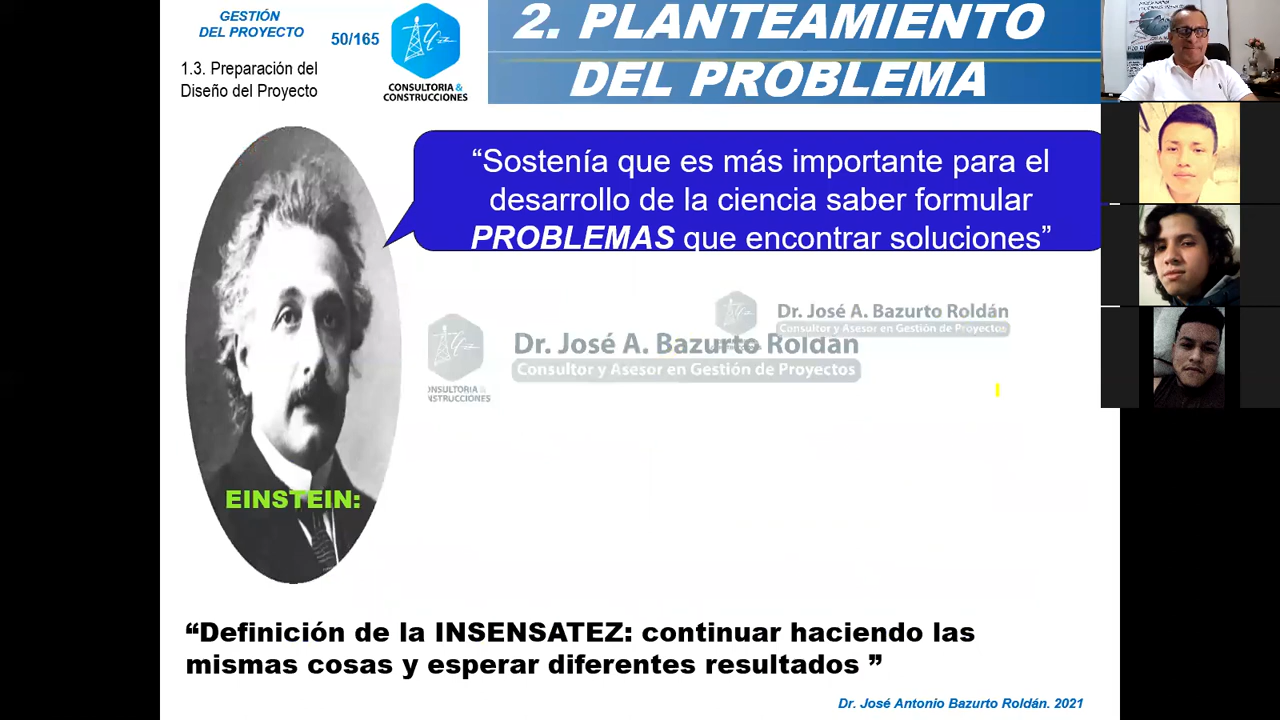 GESTIÓN
DEL PROYECTO
50/165
1.3. Preparación del
Diseño del Proyecto
CONSULTORIA &
CONSTRUCCIONES
2. PLANTEAMIENTO
DEL PROBLEMA
“Sostenía que es más importante para el
desarrollo de la ciencia saber formular
PROBLEMAS que encontrar soluciones”
Dr. José A. Bazurto Roldán
Consultor y Asesor en Gestión de Proyectos
Dr. José A. Bazurto Roldán
Consultor y Asesor en Gestión de Proyectos
ONSULTORIA &
NSTRUCCIONES
EINSTEIN:
“Definición de la INSENSATEZ: continuar haciendo las
mismas cosas y esperar diferentes resultados ”
Dr. José Antonio Bazurto Roldán. 2021